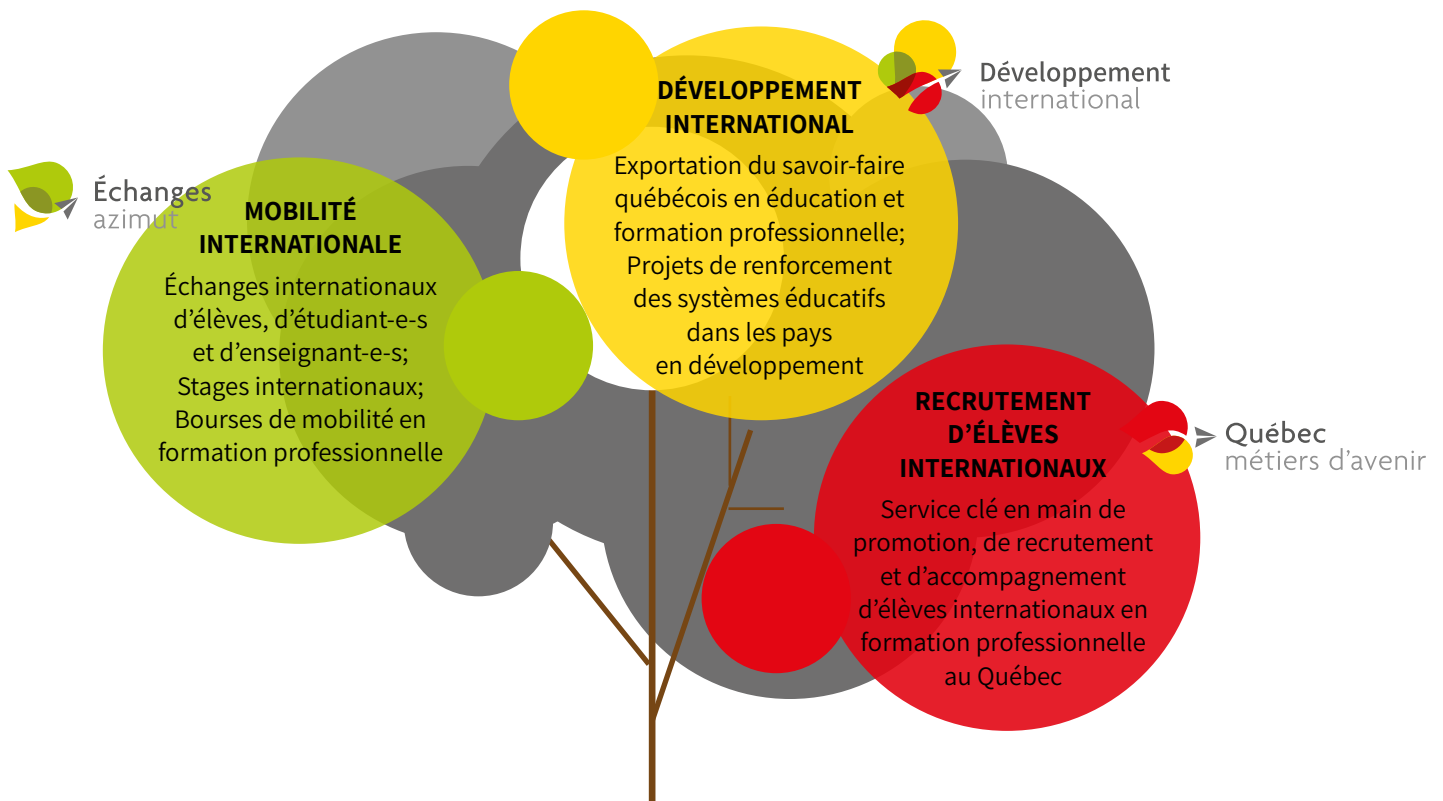 Échanges
azimut
MOBILITÉ
INTERNATIONALE
Échanges internationaux
d’élèves, d’étudiant-e-s
et d’enseignant-e-s;
Stages internationaux;
Bourses de mobilité en
formation professionnelle
DÉVELOPPEMENT
INTERNATIONAL
Exportation du savoir-faire
québécois en éducation et
formation professionnelle;
Projets de renforcement
des systèmes éducatifs
dans les pays
en développement
Développement
international
RECRUTEMENT
D’ÉLÈVES
INTERNATIONAUX
Service clé en main de
promotion, de recrutement
et d’accompagnement
d’élèves internationaux en
formation professionnelle
au Québec
Québec
métiers d'avenir